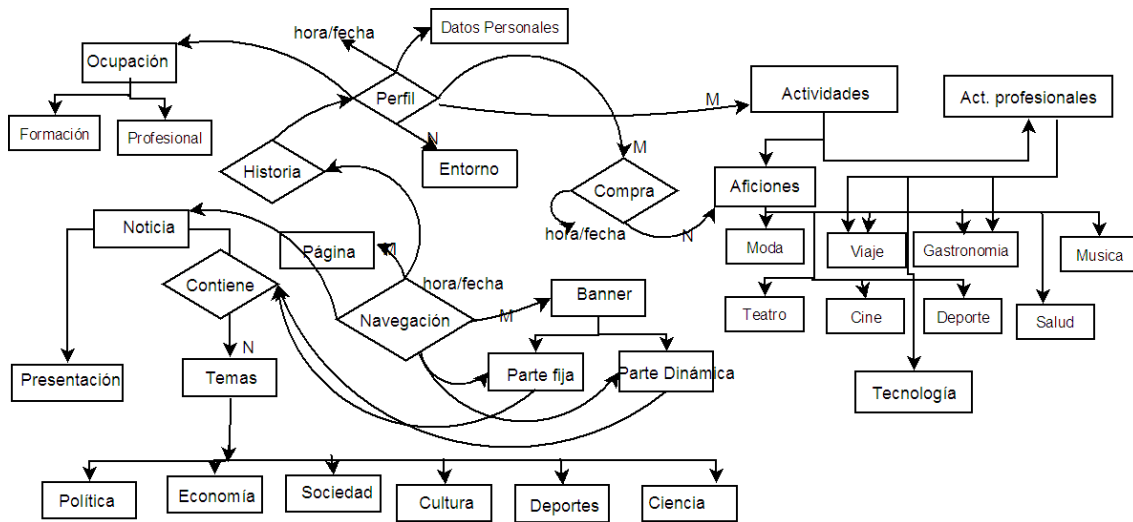 hora/fecha
Datos Personales
Ocupación
Perfil
M
Actividades
Act. profesionales
Formación
Profesional
N
Historia
Entorno
M
Compra
Aficiones
Noticia
hora/fecha
N
Moda
Viaje
Gastronomia
Musica
Página
M
Contiene
hora/fecha
Banner
Navegación
M
Teatro
Cine
Deporte
Salud
N
Presentación
Temas
Parte fija
Parte Dinámica
Tecnología
Política
Economía
Sociedad
Cultura
Deportes
Ciencia